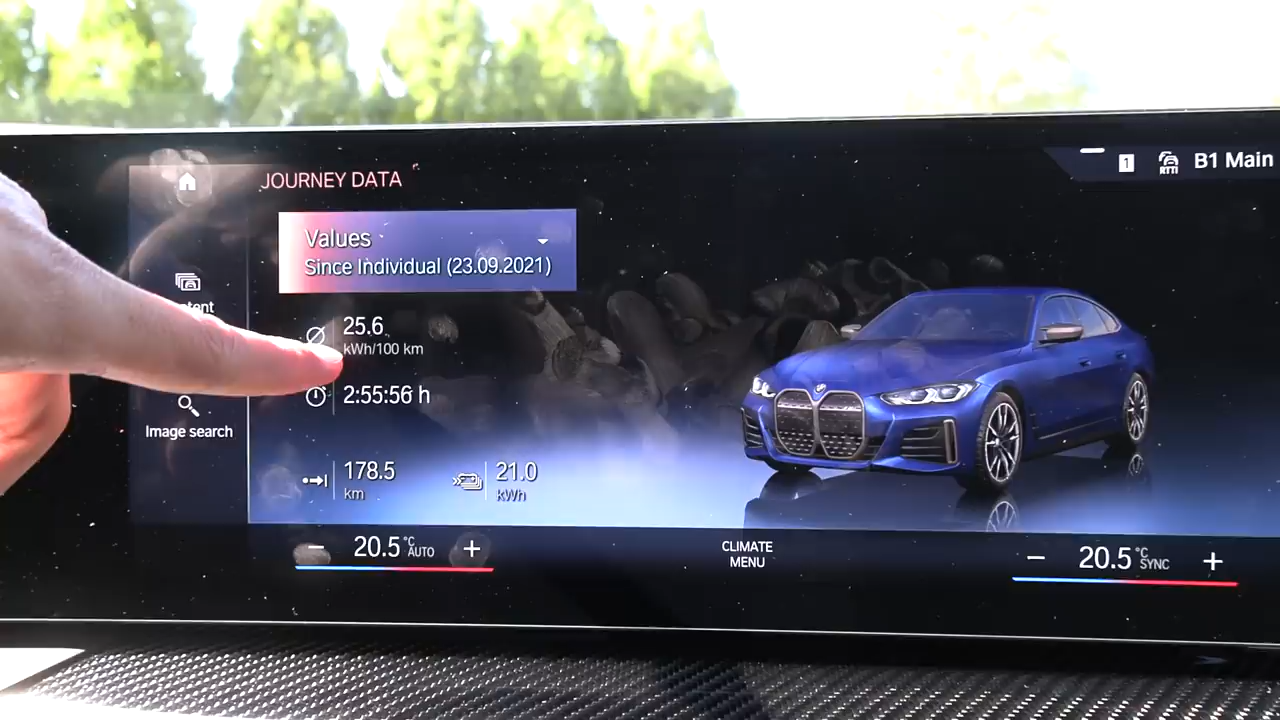 JOURNEY DATA
1
RTTI
B1 Main
Values
Since Individual (23.09.2021)
25.6
kWh/100 km
2:55:56 h
Image search
178.5
km
21.0
kWh
20.5 °C AUTO
CLIMATE
MENU
20.5 °C SYNC